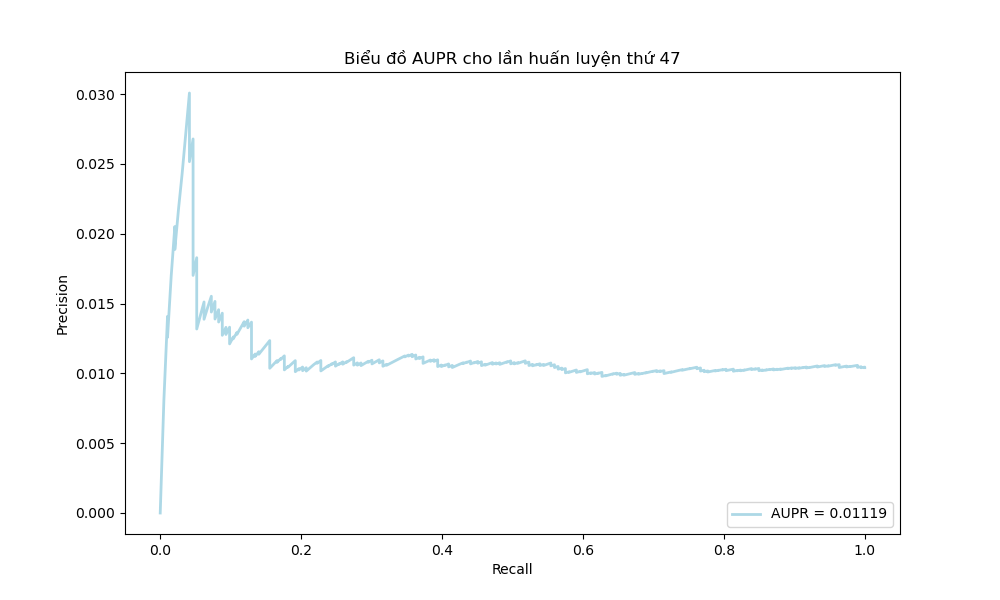 Biểu đồ AUPR cho lần huấn luyện thứ 47
0.030
0.025
0.020
0.015
0.010
0.005
0.000
Precision
AUPR = 0.01119
0.0 0.2 0.4 0.6 0.8 1.0
Recall